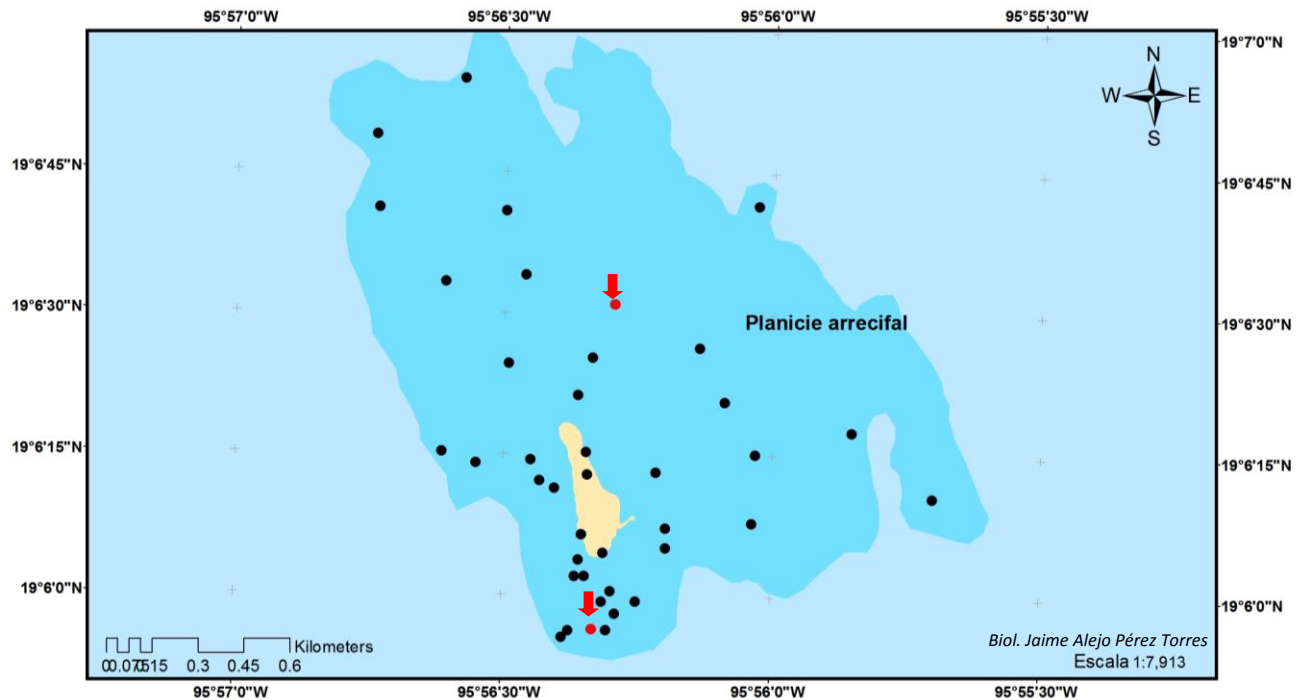 95°57'0"W 95°56'30"W 95°56'0"W 95°55'30"W
19°7'0"N
N
W E
S
19°6'45"N 19°6'45"N
19°6'30"N 19°6'30"N
Planicie arrecifal
19°6'15"N 19°6'15"N
19°6'0"N 19°6'0"N
Kilometers
0.3 0.45 0.6
Biol. Jaime Alejo Pérez Torres
Escala 1:7,913
95°57'0"W 95°56'30"W 95°56'0"W 95°55'30"W